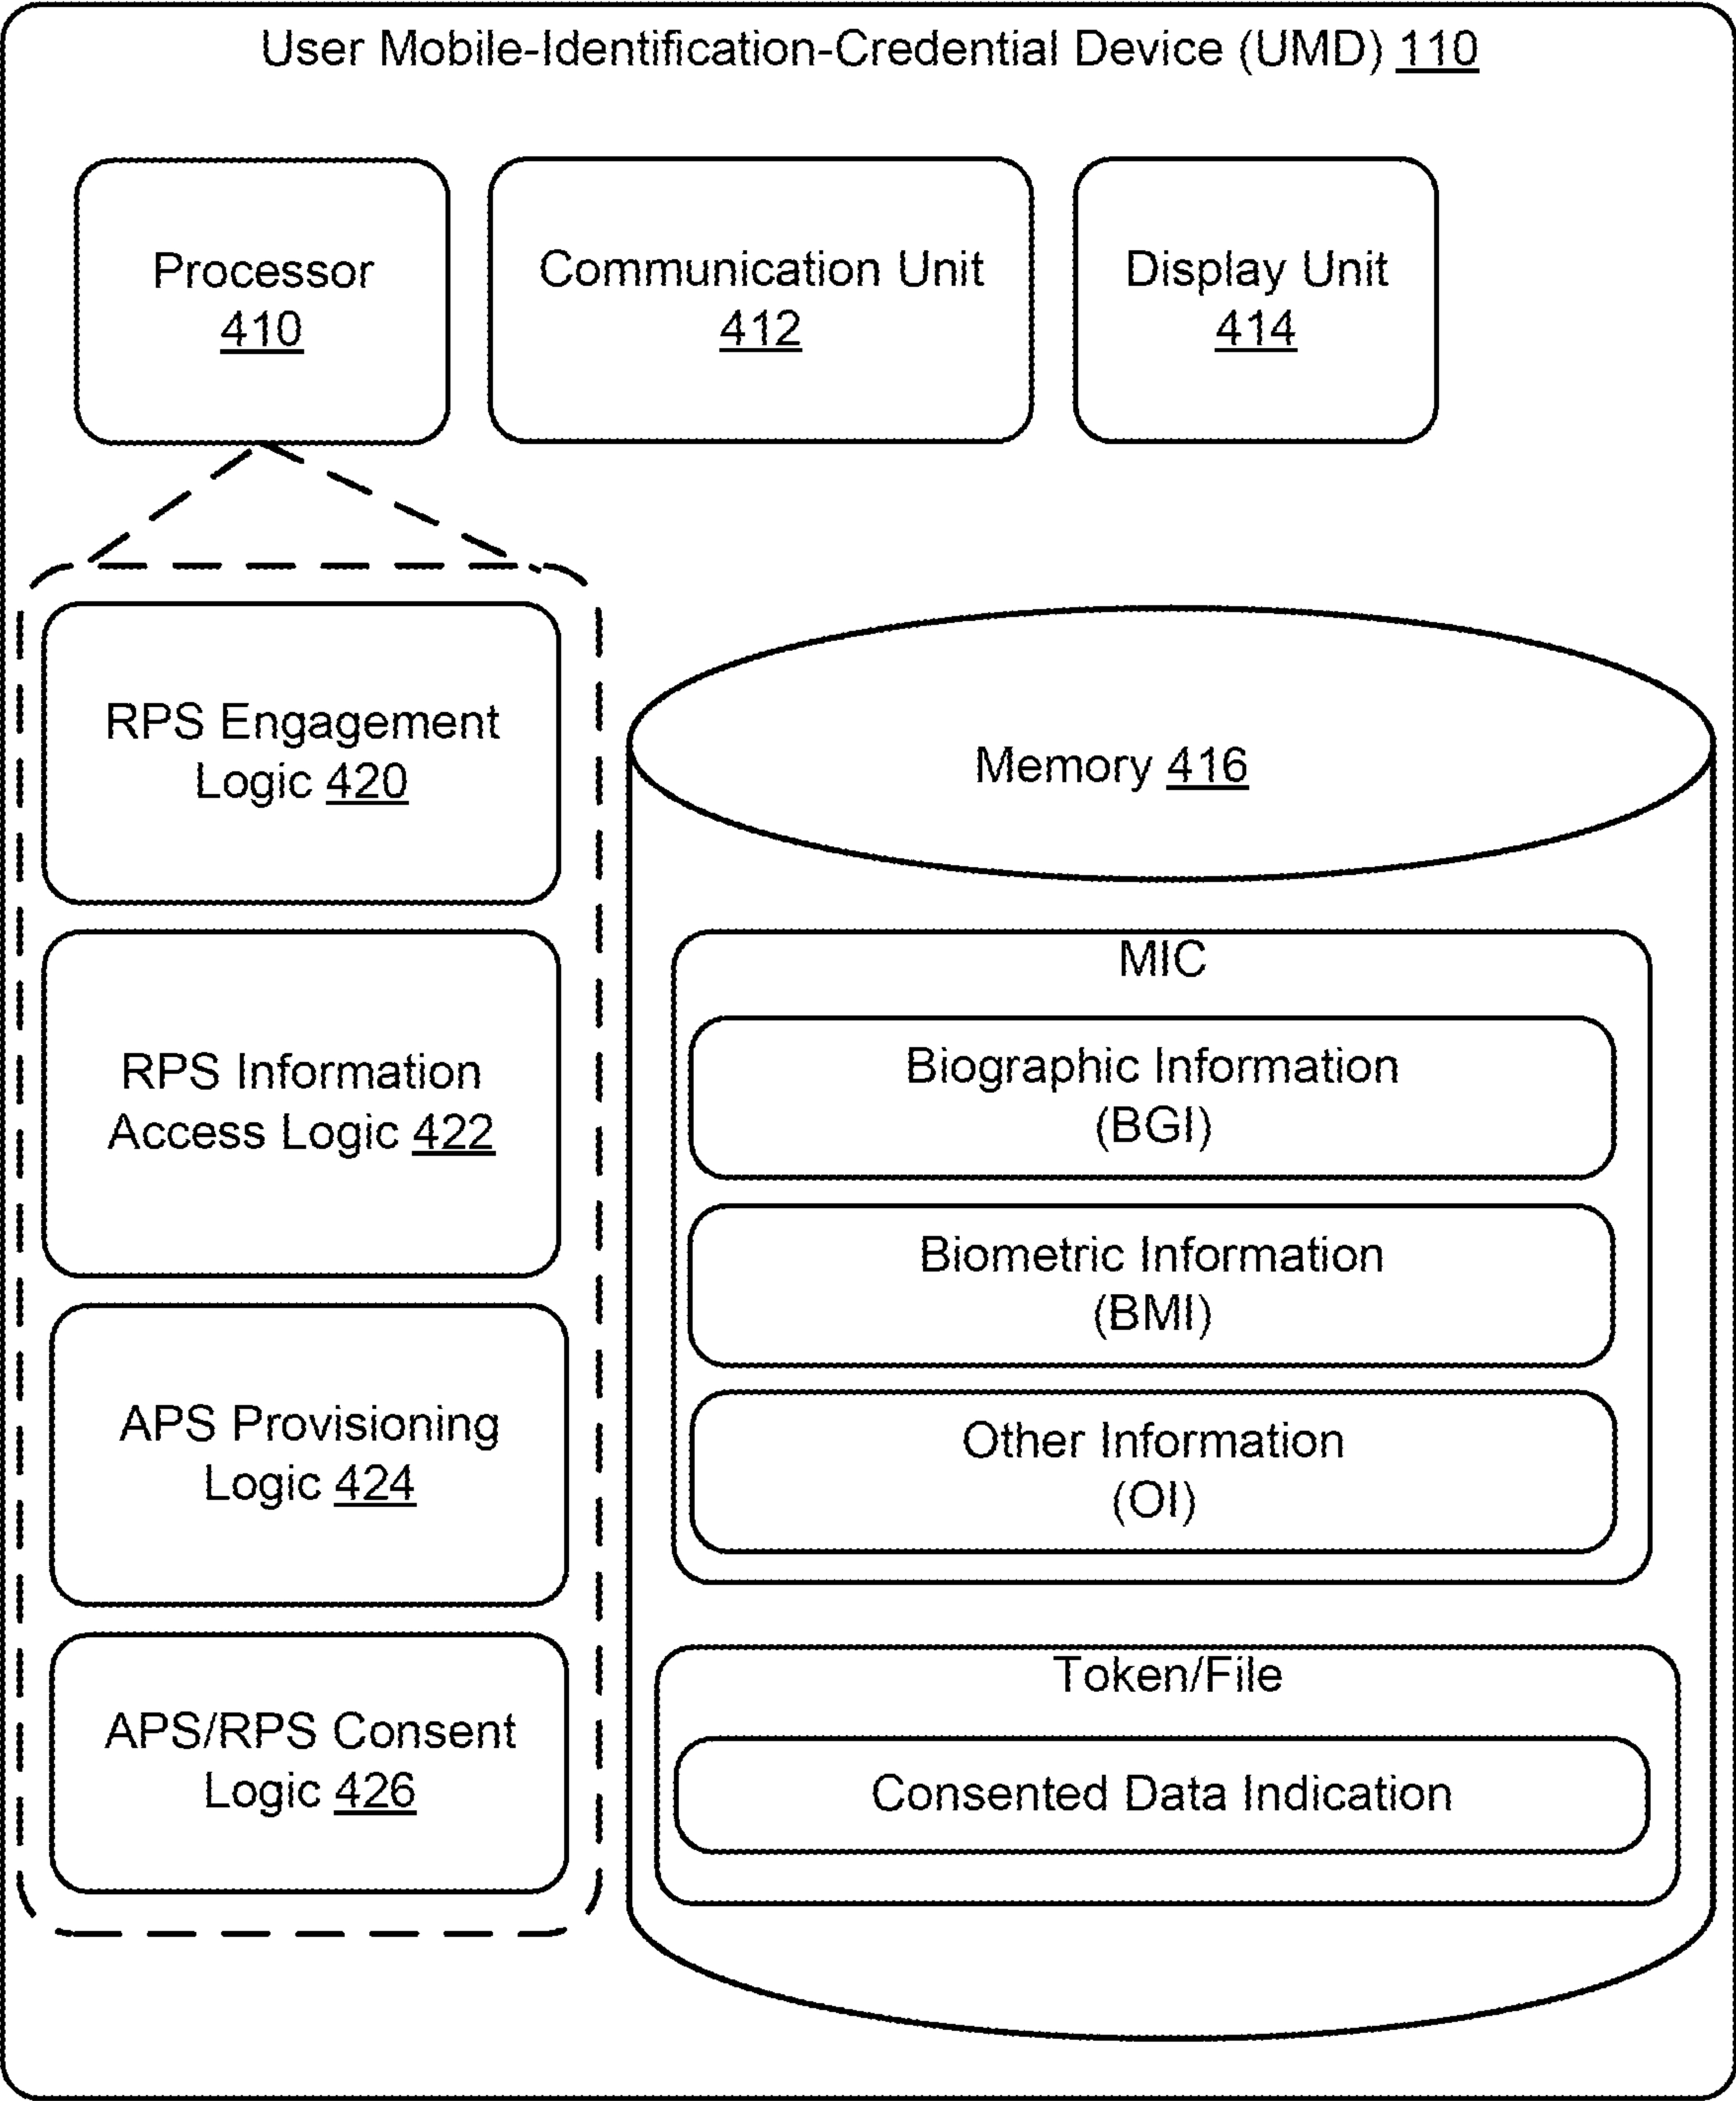 User Mobile-Identification-Credential Device (UMD) 110
Processor
410
Communication Unit
412
Display Unit
414
RPS Engagement
Logic 420
RPS Information
Access Logic 422
APS Provisioning
Logic 424
APS/RPS Consent
Logic 426
Memory 416
MIC
Biographic Information
(BGI)
Biometric Information
(BMI)
Other Information
(OI)
Token/File
Consented Data Indication